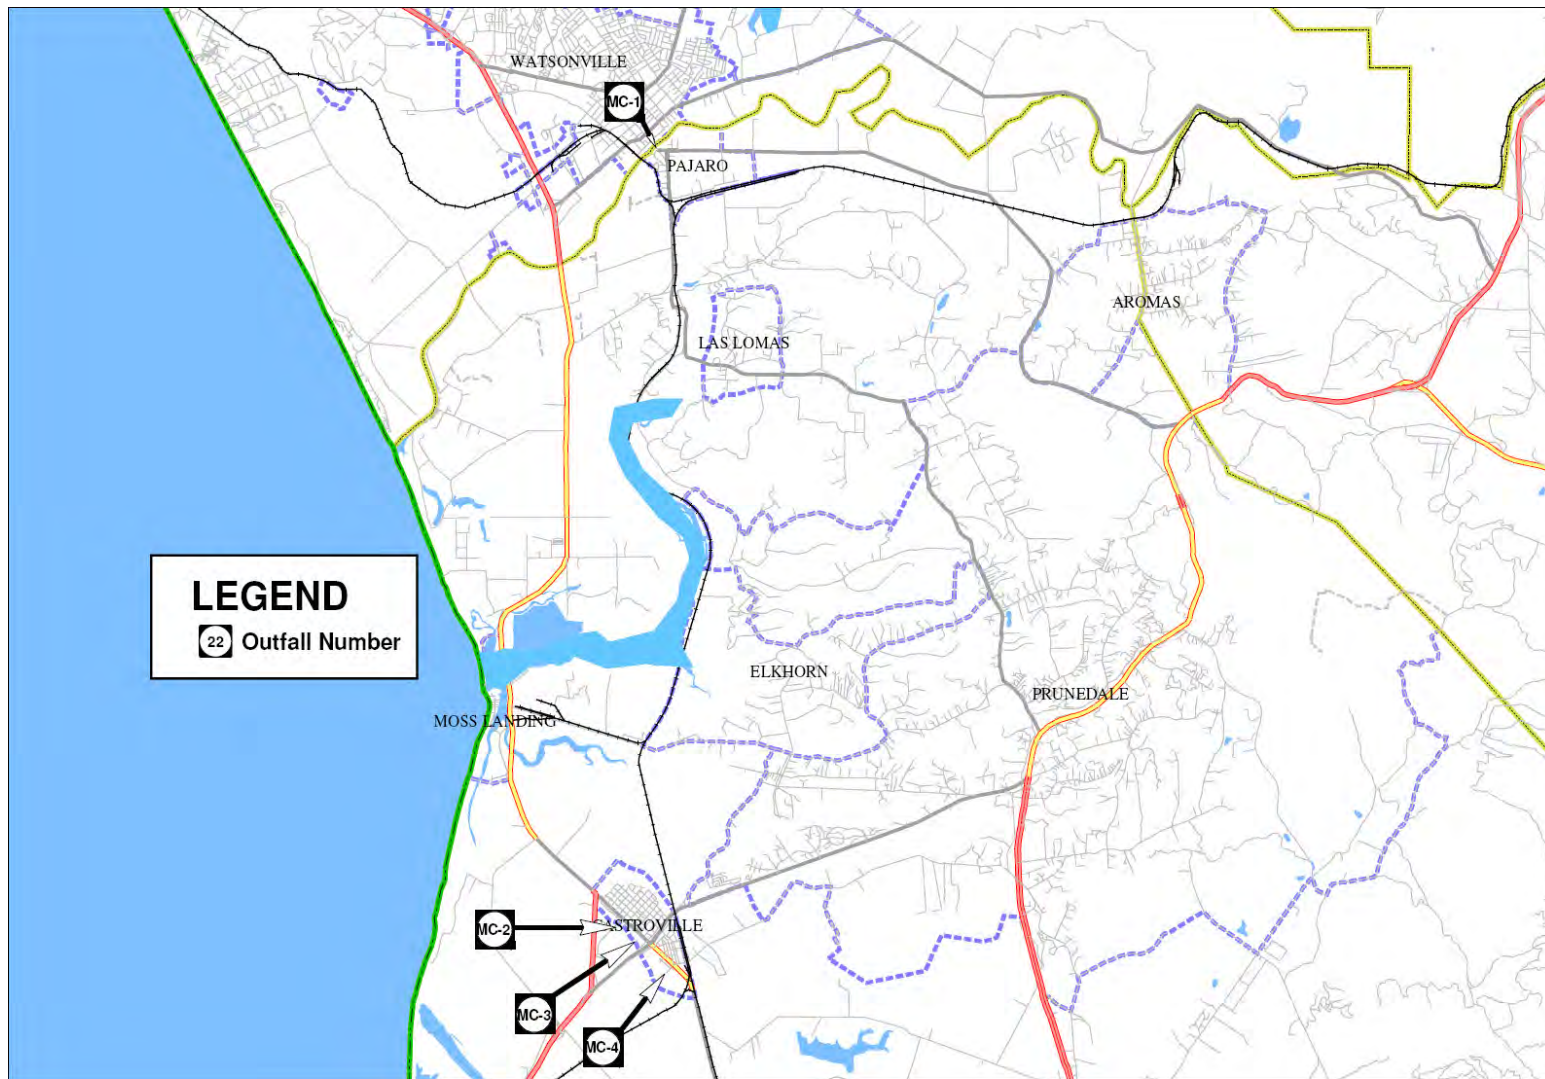 WATSONVILLE
MC-1
PAJARO
AROMAS
LAS LOMAS
LEGEND
22 Outfall Number
ELKHORN
PRUNEDALE
MOSS LANDING
MC-2
ASTROVILLE
MC-3
MC-4